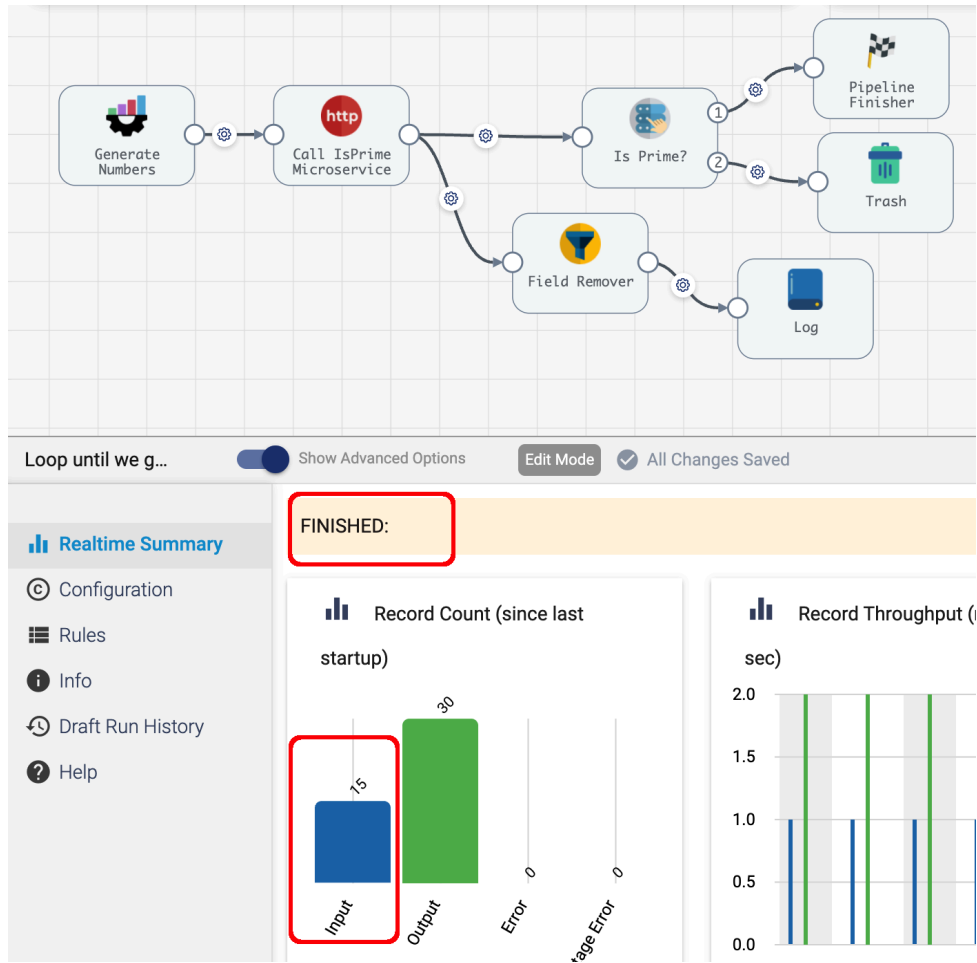 Generate
Numbers
http
Call IsPrime
Microservice
Is Prime?
1
2
Pipeline
Finisher
Trash
Field Remover
Log
Loop until we g...
Show Advanced Options
Edit Mode
All Changes Saved
Realtime Summary
Configuration
Rules
Info
Draft Run History
Help
FINISHED:
Record Count (since last
startup)
30
15
0
0
Input
Output
Error
tage Error
Record Throughput (
sec)
2.0
1.5
1.0
0.5
0.0